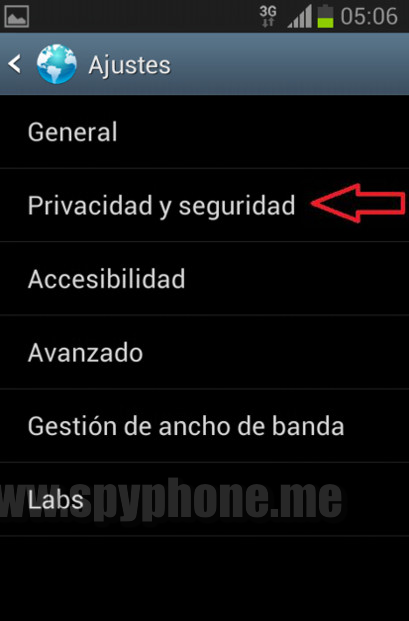 3G 05:06
Ajustes
General
Privacidad y seguridad
Accesibilidad
Avanzado
Gestión de ancho de banda
Labs
www.spyphone.me